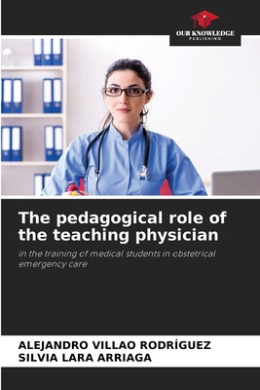 OUR KNOWLEDGE
PUBLISHING
The pedagogical role of
the teaching physician
in the training of medical students in obstetrical
emergency care
ALEJANDRO VILLAO RODRÍGUEZ
SILVIA LARA ARRIAGA